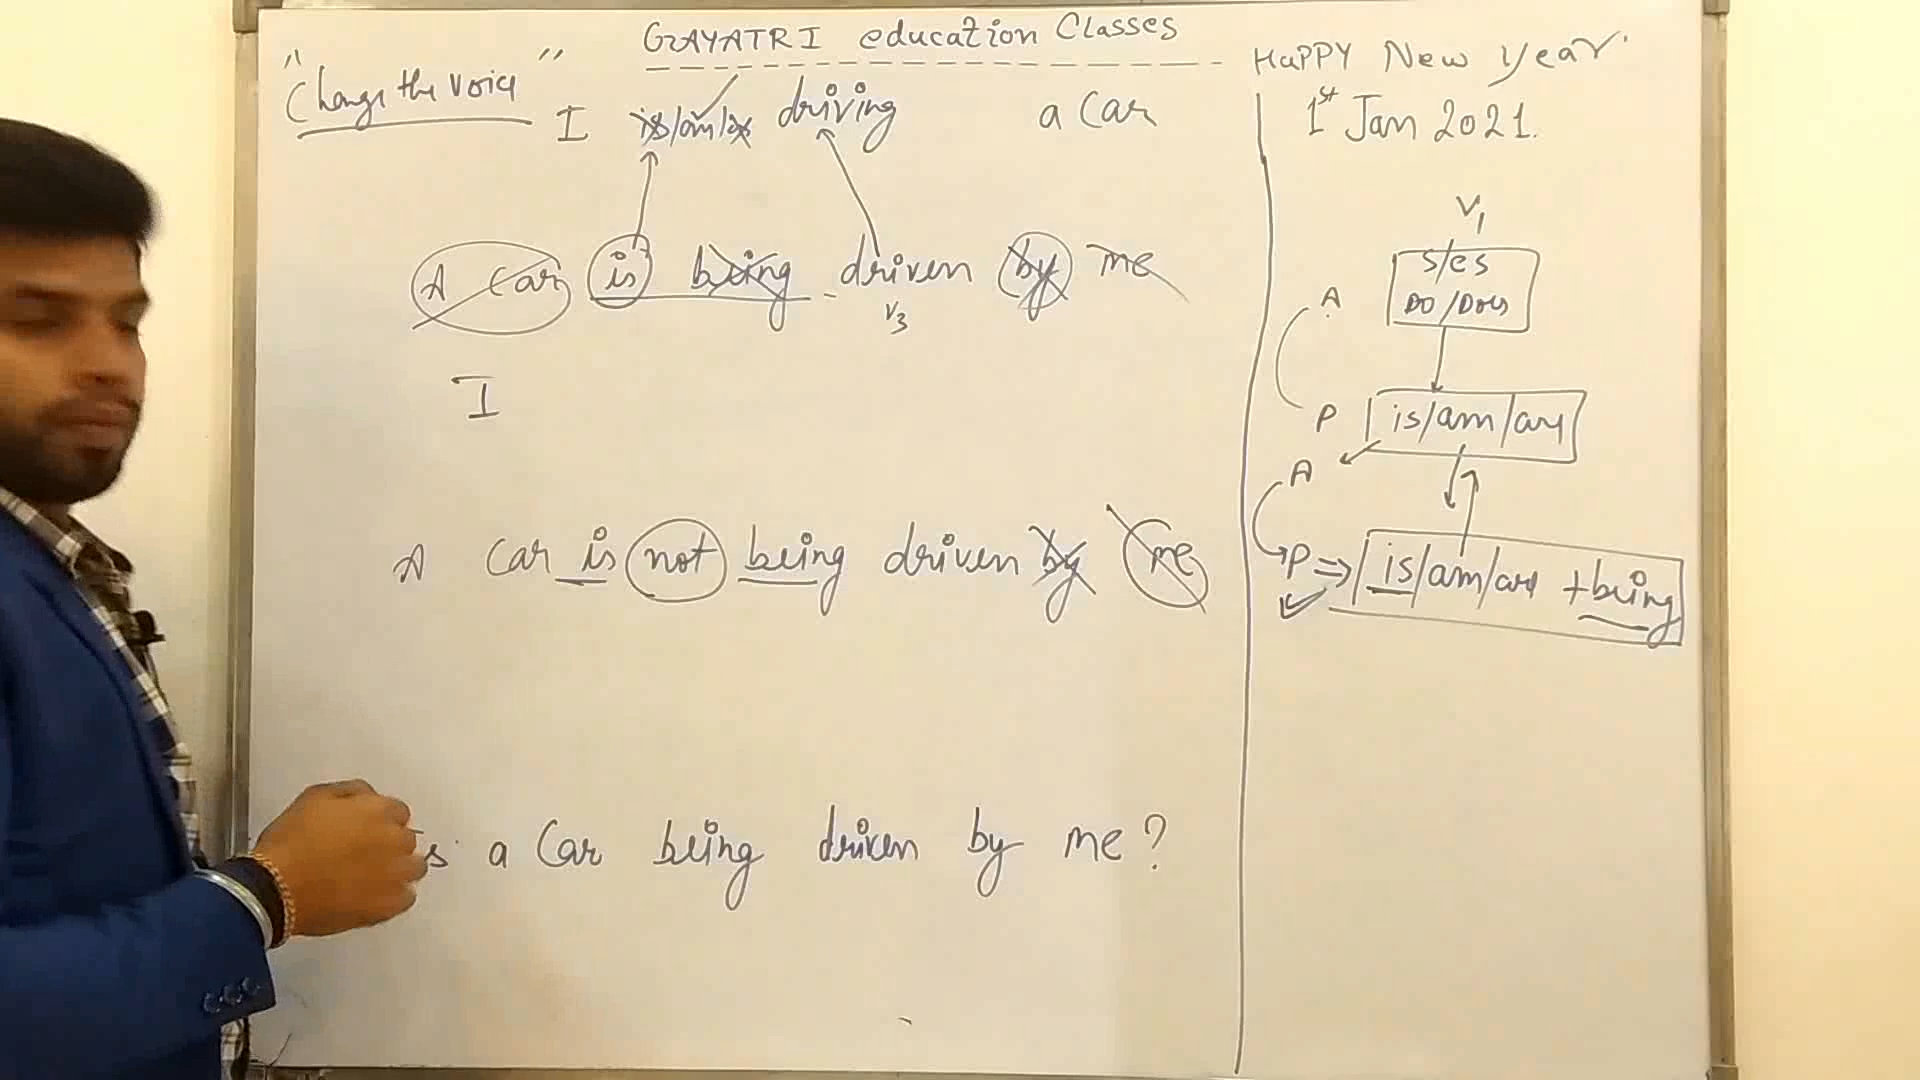 GAYATRI education Classes
"Change the Voice"
I is/am/are driving a Car
A Car is being driven by me
V3
I
A Car is not being driven by me
s a Car being driven by me?
HaPPY New Year.
1st Jan 2021.
V1
s/es
A DO/DOes
P is/am/are
A
P ⇒ is/am/are +being